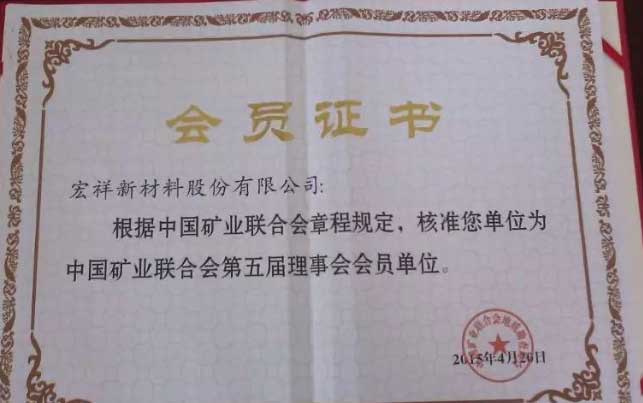 会员证书
宏祥新材料股份有限公司:
根据中国矿业联合会章程规定，核准您单位为
中国矿业联合会第五届理事会会员单位。
2015年4月26日